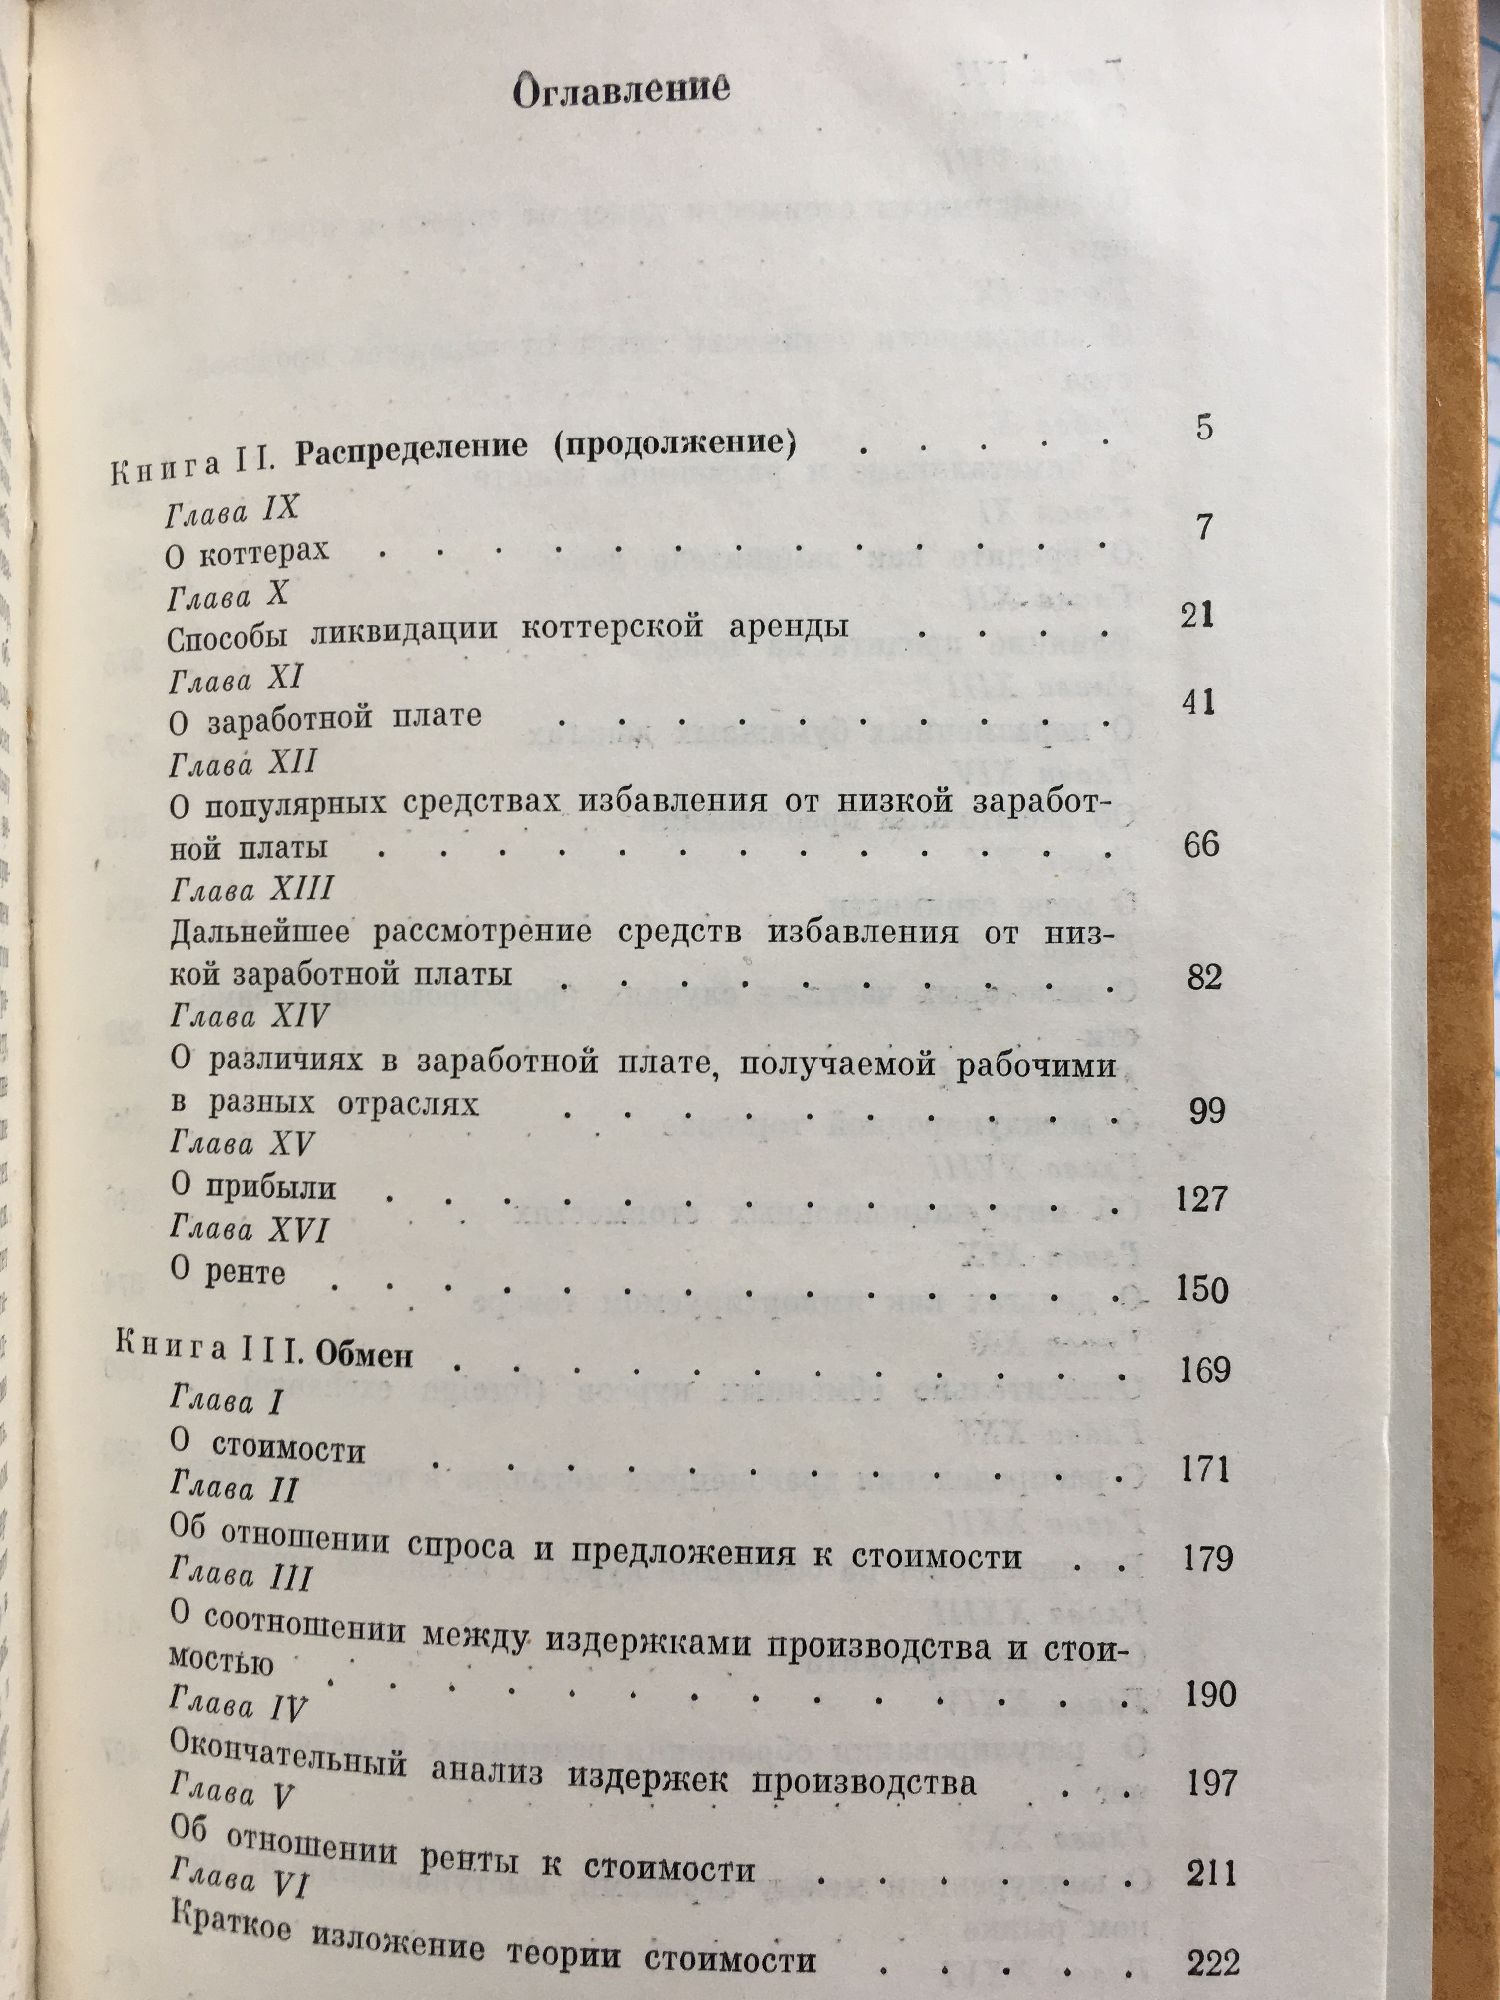 Оглавление
Книга II. Распределение (продолжение) . . . . . 5
Глава IX
О коттерах . . . . . . . . . . . . . 7
Глава X
Способы ликвидации коттерской аренды . . . . 21
Глава XI
О заработной плате . . . . . . . . . . 41
Глава XII
О популярных средствах избавления от низкой заработ-
ной платы . . . . . . . . . . . . . 66
Глава XIII
Дальнейшее рассмотрение средств избавления от низ-
кой заработной платы . . . . . . . . . . 82
Глава XIV
О различиях в заработной плате, получаемой рабочими
в разных отраслях . . . . . . . . . . 99
Глава XV
О прибыли . . . . . . . . . . . . . 127
Глава XVI
О ренте . . . . . . . . . . . . . . 150
Книга III. Обмен . . . . . . . . . . . . 169
Глава I
О стоимости . . . . . . . . . . . . 171
Глава II
Об отношении спроса и предложения к стоимости . . 179
Глава III
О соотношении между издержками производства и стои-
мостью . . . . . . . . . . . . . . 190
Глава IV
Окончательный анализ издержек производства . . 197
Глава V
Об отношении ренты к стоимости . . . . . . 211
Глава VI
Краткое изложение теории стоимости . . . . . 222